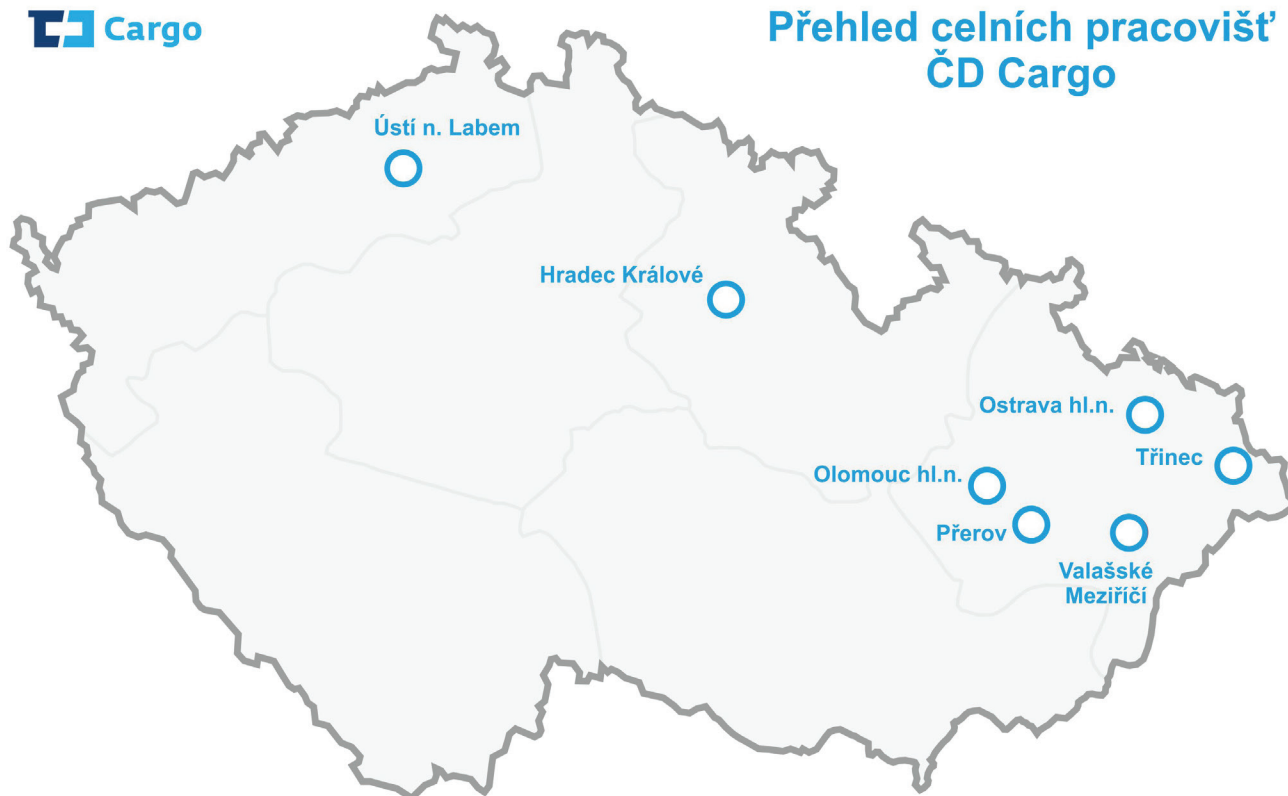 Cargo
Přehled celních pracovišť
ČD Cargo
Ústí n. Labem
Hradec Králové
Ostrava hl.n.
Třinec
Olomouc hl.n.
Přerov
Valašské
Meziříčí